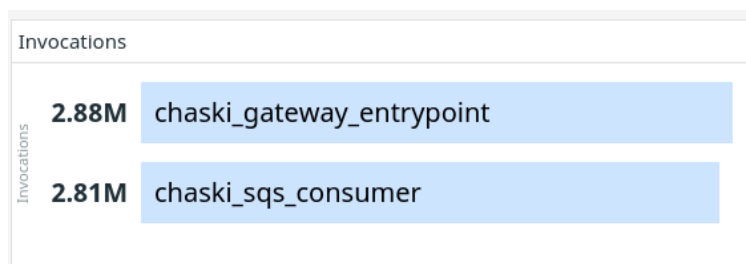 Invocations
Invocations
2.88M chaski_gateway_entrypoint
2.81M chaski_sqs_consumer